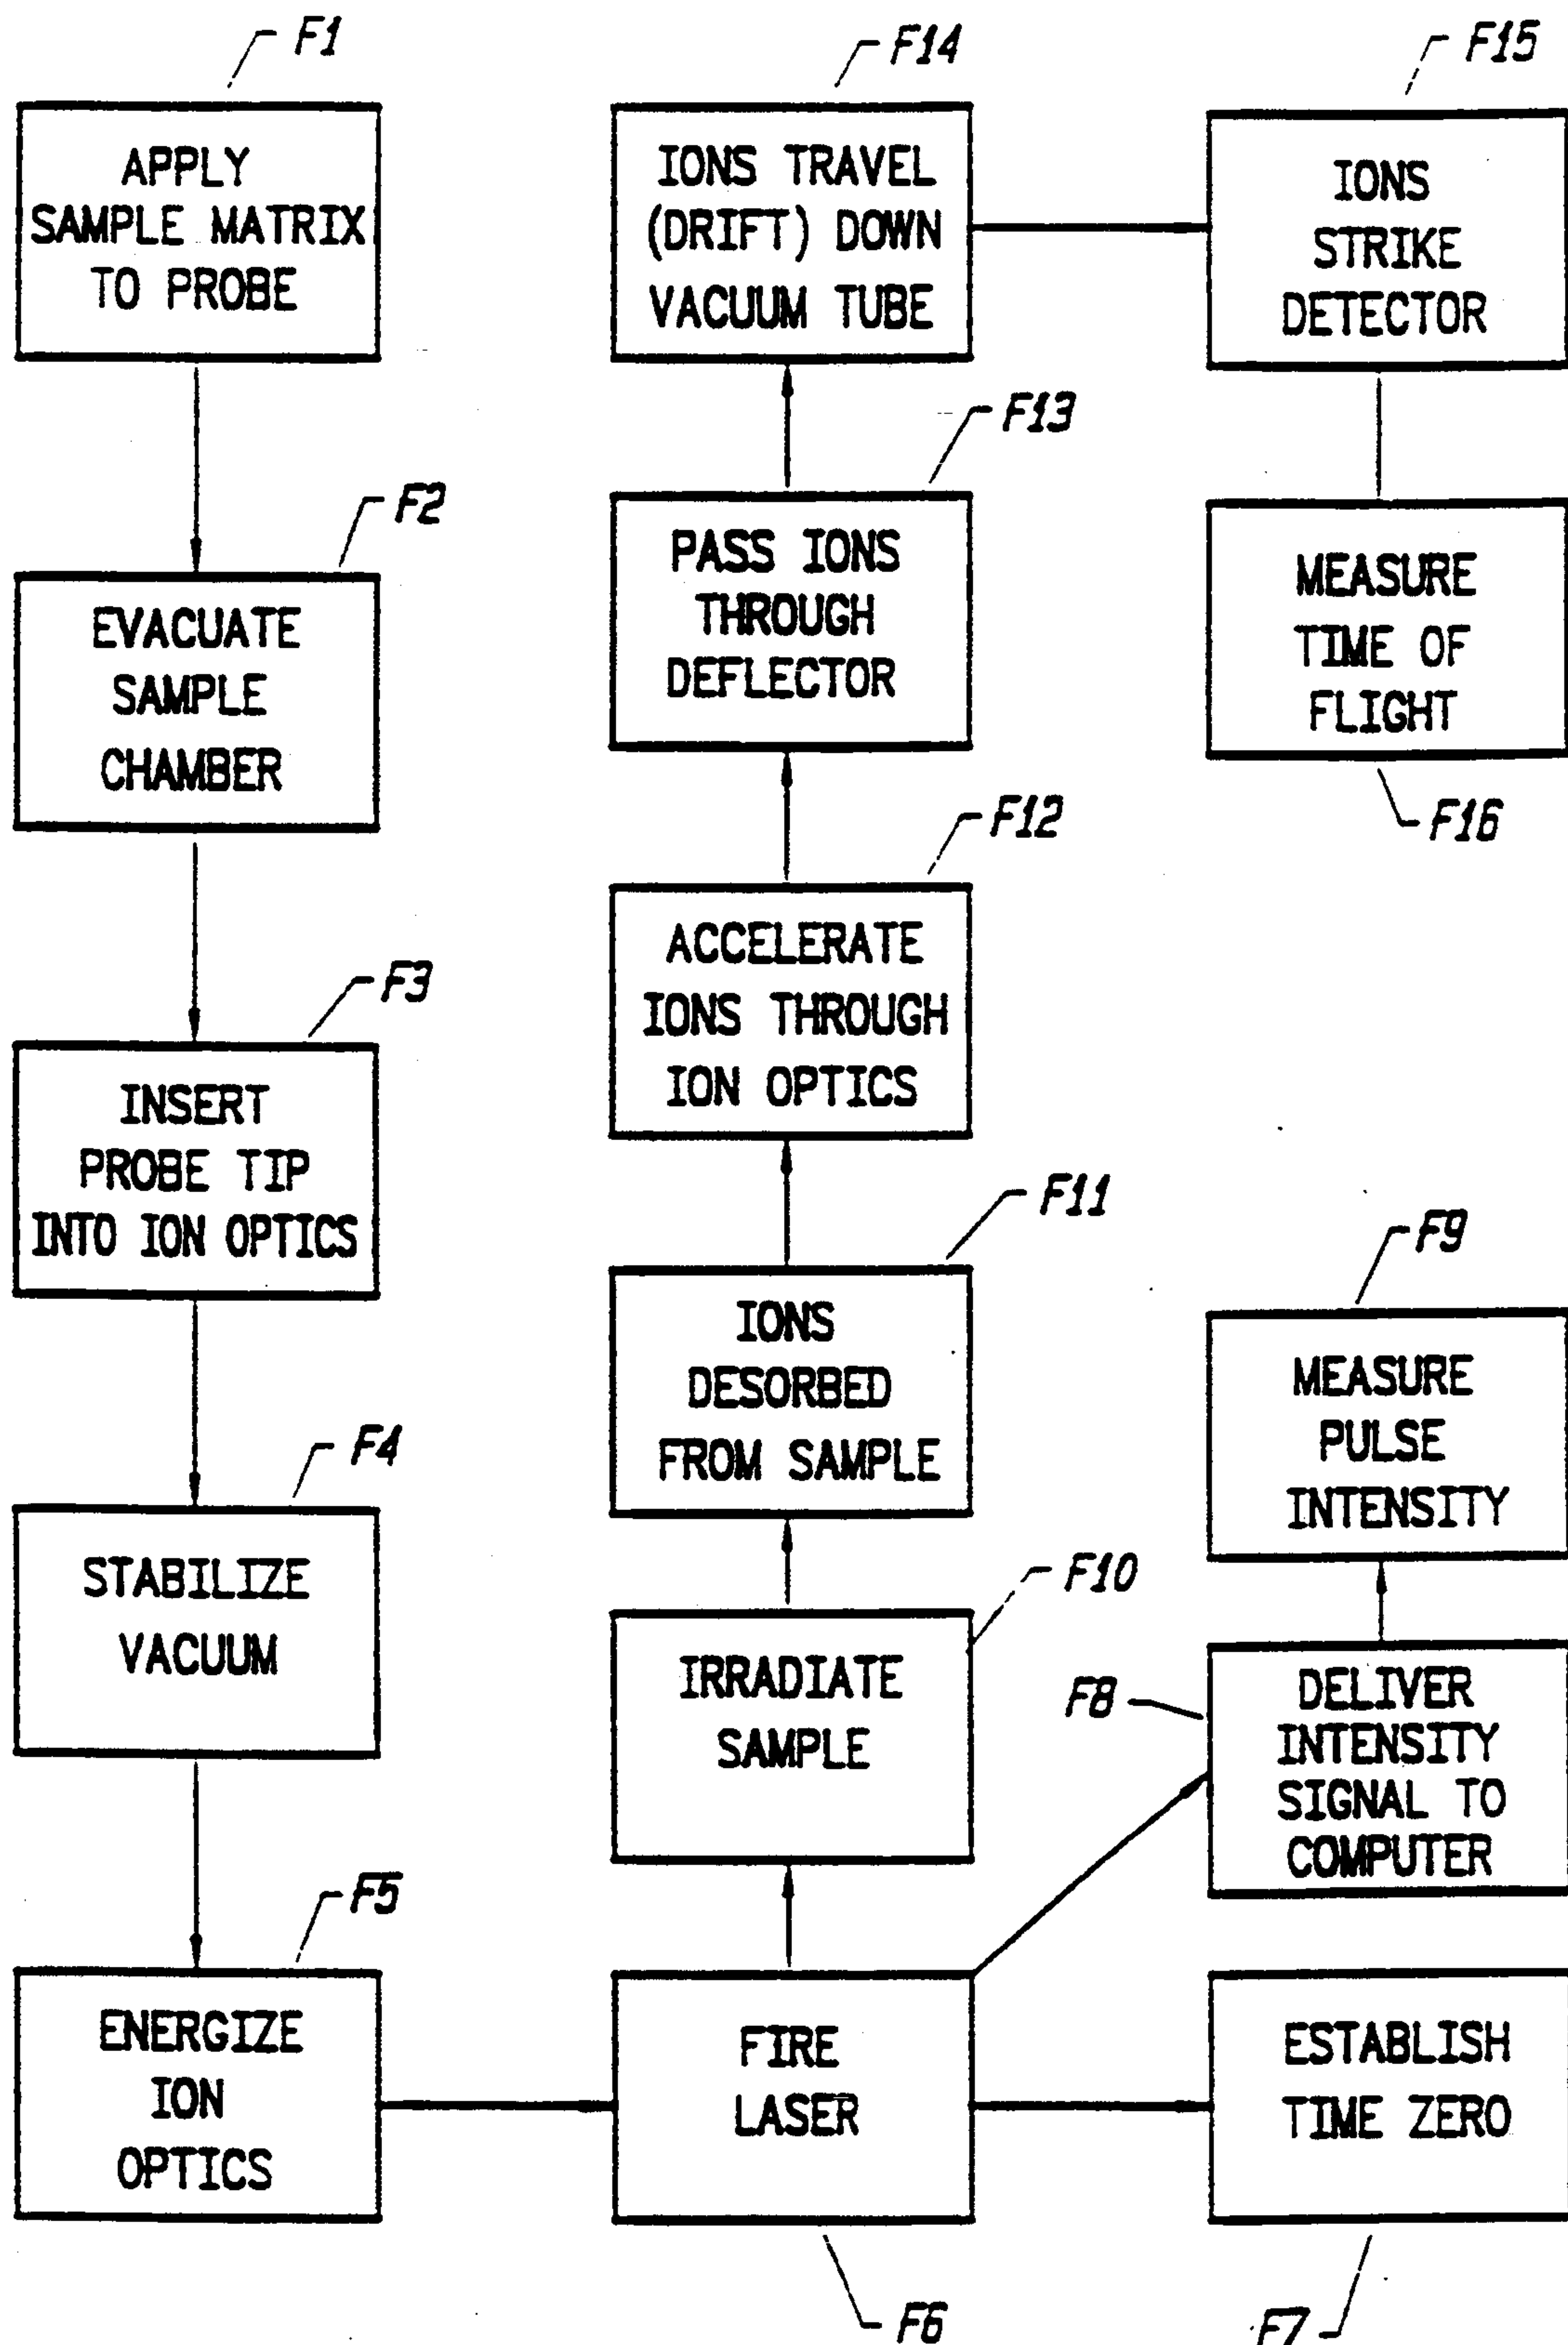 F1
APPLY
SAMPLE MATRIX
TO PROBE
F2
EVACUATE
SAMPLE
CHAMBER
F3
INSERT
PROBE TIP
INTO ION OPTICS
F4
STABILIZE
VACUUM
F5
ENERGIZE
ION
OPTICS
F6
FIRE
LASER
F7
ESTABLISH
TIME ZERO
F8
DELIVER
INTENSITY
SIGNAL TO
COMPUTER
F9
MEASURE
PULSE
INTENSITY
F10
IRRADIATE
SAMPLE
F11
IONS
DESORBED
FROM SAMPLE
F12
ACCELERATE
IONS THROUGH
ION OPTICS
F13
PASS IONS
THROUGH
DEFLECTOR
F14
IONS TRAVEL
(DRIFT) DOWN
VACUUM TUBE
F15
IONS
STRIKE
DETECTOR
MEASURE
TIME OF
FLIGHT
F16